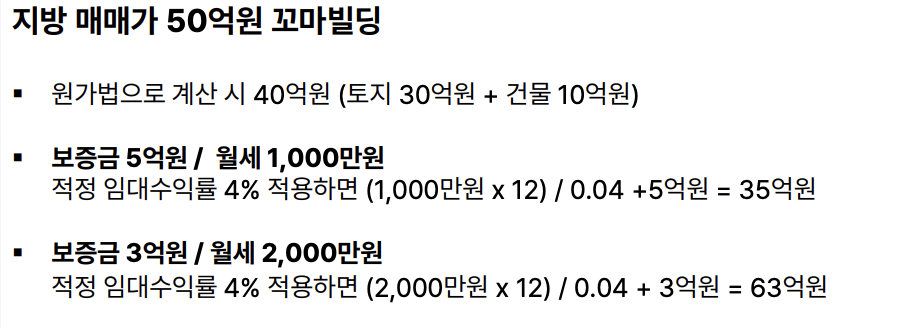 지방 매매가 50억원 꼬마빌딩
▪ 원가법으로 계산 시 40억원 (토지 30억원 + 건물 10억원)
▪ 보증금 5억원 / 월세 1,000만원
적정 임대수익률 4% 적용하면 (1,000만원 x 12) / 0.04 +5억원 = 35억원
▪ 보증금 3억원 / 월세 2,000만원
적정 임대수익률 4% 적용하면 (2,000만원 x 12) / 0.04 + 3억원 = 63억원